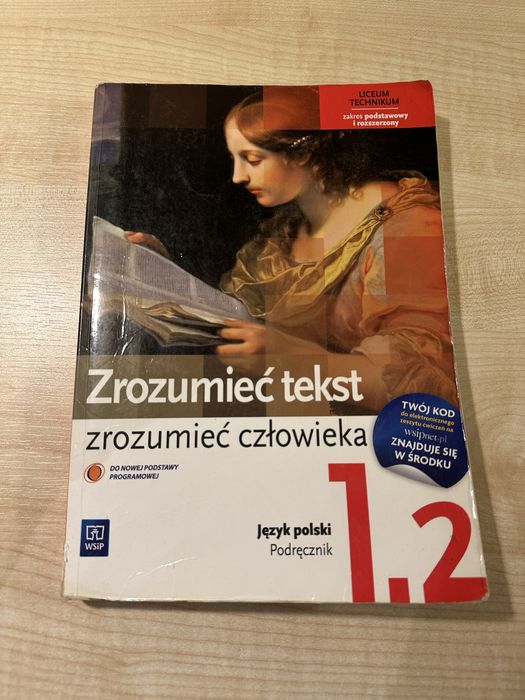 LICEUM
TECHNIKUM
zakres podstawowy
i rozszerzony
Zrozumieć tekst
zrozumieć człowieka
TWÓJ KOD
do elektronicznego
zeszytu ćwiczeń na
wsipnet.pl
ZNAJDUJE SIĘ
W ŚRODKU
DO NOWEJ PODSTAWY
PROGRAMOWEJ
WSiP
Język polski
Podręcznik
1.2